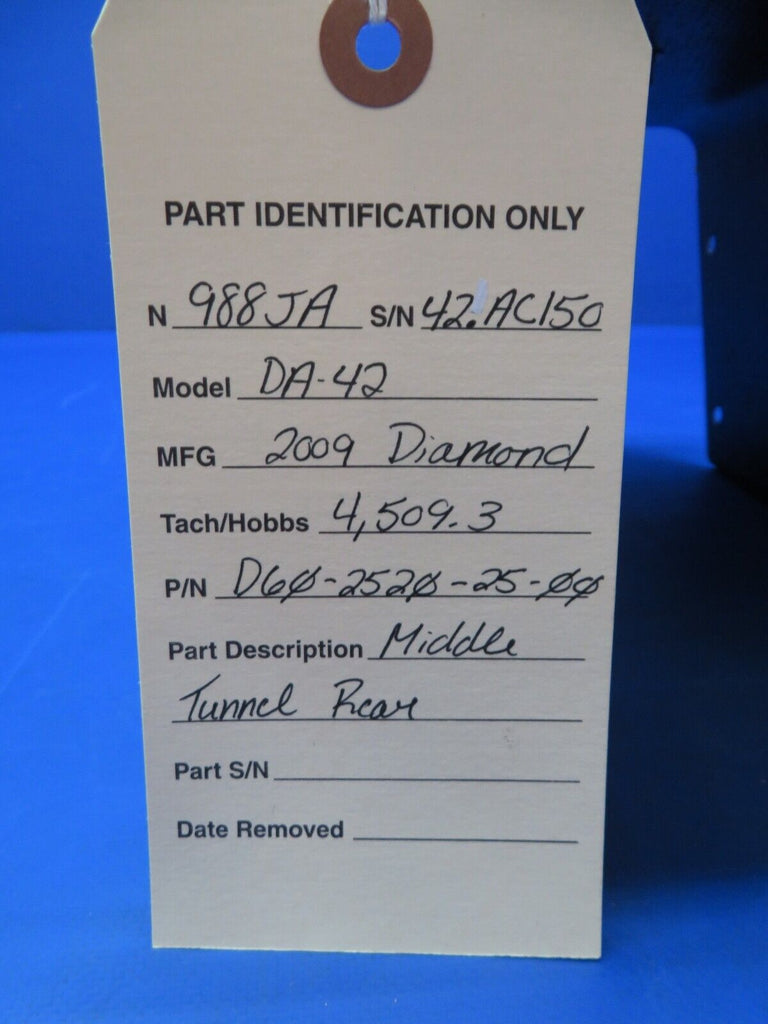 PART IDENTIFICATION ONLY
N 988JA S/N 42.AC150
Model DA-42
MFG 2009 Diamond
Tach/Hobbs 4,509.3
P/N D60-2520-25-00
Part Description Middle
Tunnel Rear
Part S/N
Date Removed